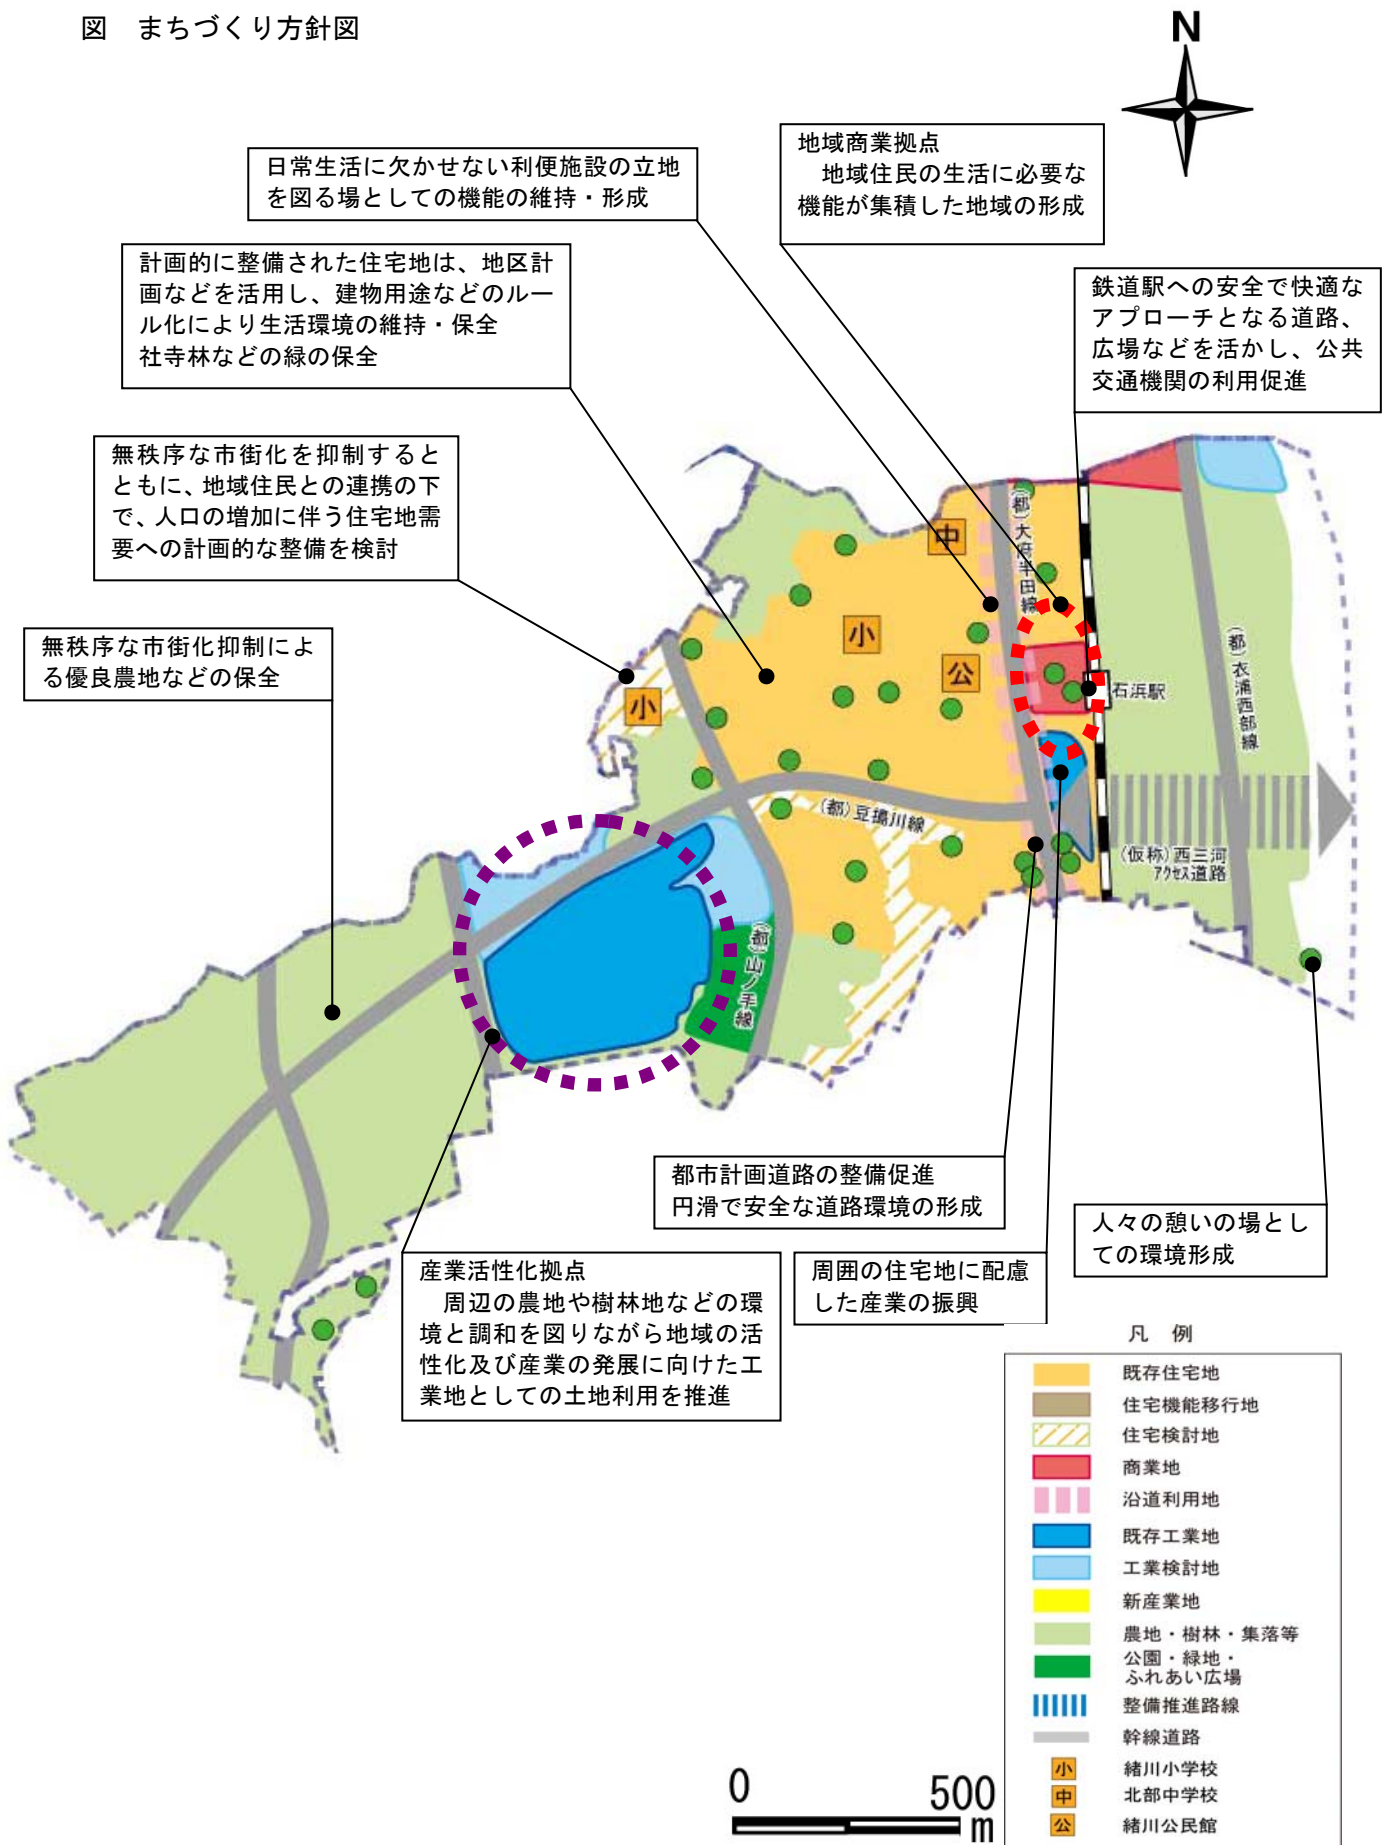 図　まちづくり方針図
N
地域商業拠点
　地域住民の生活に必要な
機能が集積した地域の形成
日常生活に欠かせない利便施設の立地
を図る場としての機能の維持・形成
計画的に整備された住宅地は、地区計
画などを活用し、建物用途などのルー
ル化により生活環境の維持・保全
社寺林などの緑の保全
鉄道駅への安全で快適な
アプローチとなる道路、
広場などを活かし、公共
交通機関の利用促進
無秩序な市街化を抑制すると
ともに、地域住民との連携の下
で、人口の増加に伴う住宅地需
要への計画的な整備を検討
無秩序な市街化抑制によ
る優良農地などの保全
中
(都)大府半田線
小
公
小
石浜駅
(都)衣浦西部線
(都)豆搗川線
(仮称)西三河
アクセス道路
(都)山ノ手線
都市計画道路の整備促進
円滑で安全な道路環境の形成
人々の憩いの場とし
ての環境形成
産業活性化拠点
　周辺の農地や樹林地などの環
境と調和を図りながら地域の活
性化及び産業の発展に向けた工
業地としての土地利用を推進
周囲の住宅地に配慮
した産業の振興
凡　例
既存住宅地
住宅機能移行地
住宅検討地
商業地
沿道利用地
既存工業地
工業検討地
新産業地
農地・樹林・集落等
公園・緑地・
ふれあい広場
整備推進路線
幹線道路
小 緒川小学校
中 北部中学校
公 緒川公民館
0 500
m